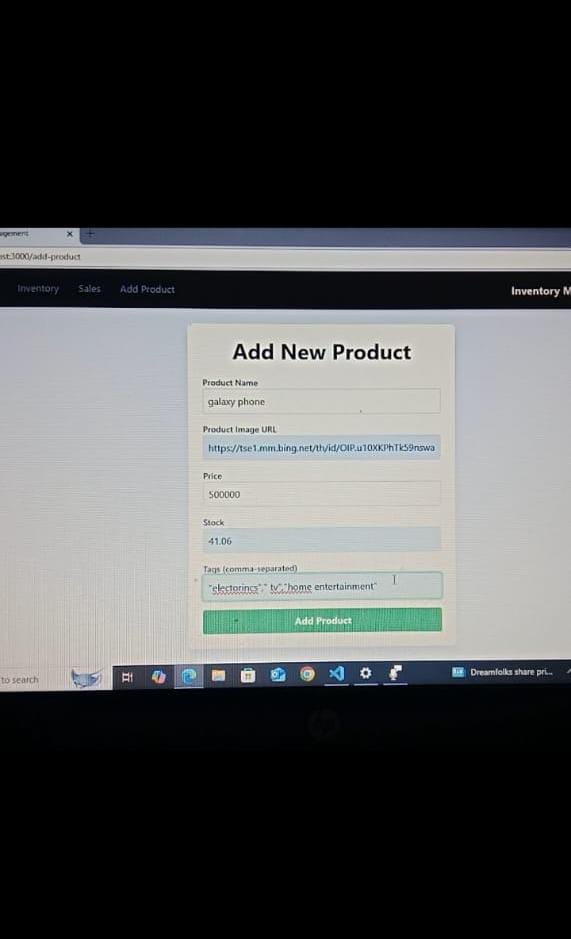 agement
st:3000/add-product
Inventory Sales Add Product Inventory M
Add New Product
Product Name
galaxy phone
Product Image URL
https://tse1.mm.bing.net/th/id/OIP.u10XKPhTk59nswa
Price
500000
Stock
41.06
Tags (comma-separated)
"electorincs"," tv","home entertainment"
Add Product
to search Dreamfolks share pri...